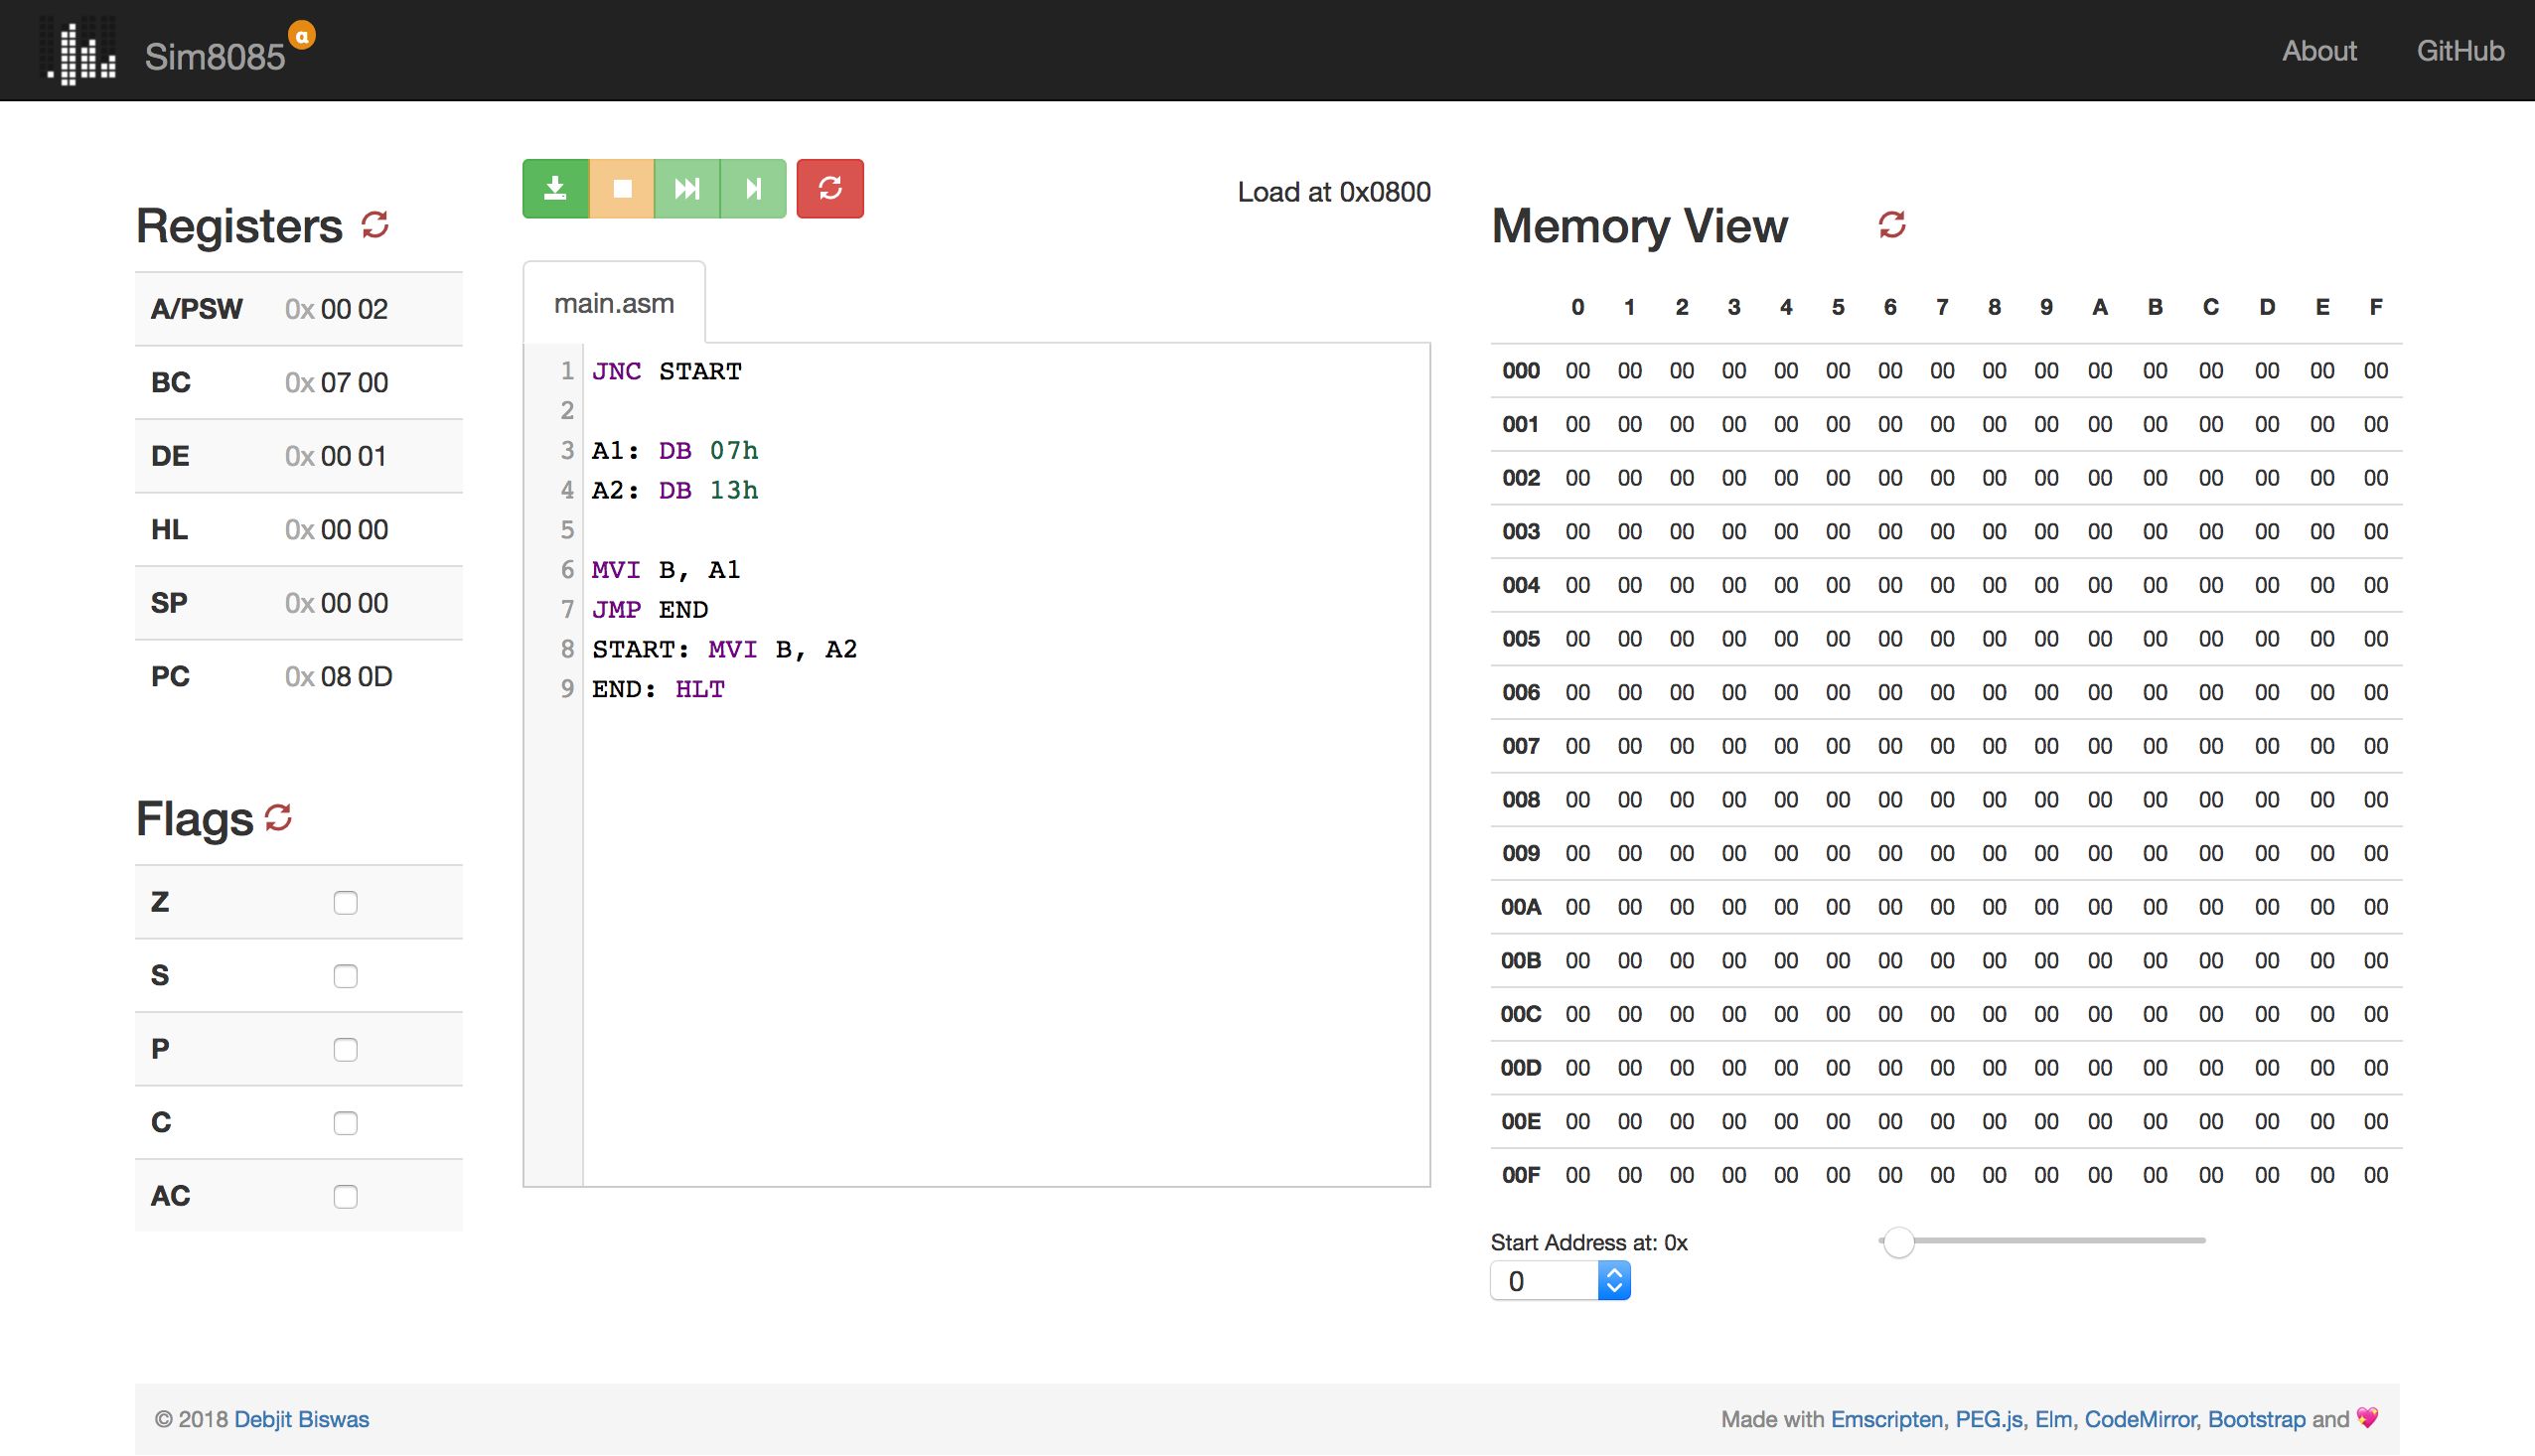 Sim8085 α
About GitHub
Registers
A/PSW 0x 00 02
BC 0x 07 00
DE 0x 00 01
HL 0x 00 00
SP 0x 00 00
PC 0x 08 0D
Flags
Z
S
P
C
AC
Load at 0x0800
main.asm
1 JNC START
2
3 A1: DB 07h
4 A2: DB 13h
5
6 MVI B, A1
7 JMP END
8 START: MVI B, A2
9 END: HLT
Memory View
0 1 2 3 4 5 6 7 8 9 A B C D E F
000 00 00 00 00 00 00 00 00 00 00 00 00 00 00 00 00
001 00 00 00 00 00 00 00 00 00 00 00 00 00 00 00 00
002 00 00 00 00 00 00 00 00 00 00 00 00 00 00 00 00
003 00 00 00 00 00 00 00 00 00 00 00 00 00 00 00 00
004 00 00 00 00 00 00 00 00 00 00 00 00 00 00 00 00
005 00 00 00 00 00 00 00 00 00 00 00 00 00 00 00 00
006 00 00 00 00 00 00 00 00 00 00 00 00 00 00 00 00
007 00 00 00 00 00 00 00 00 00 00 00 00 00 00 00 00
008 00 00 00 00 00 00 00 00 00 00 00 00 00 00 00 00
009 00 00 00 00 00 00 00 00 00 00 00 00 00 00 00 00
00A 00 00 00 00 00 00 00 00 00 00 00 00 00 00 00 00
00B 00 00 00 00 00 00 00 00 00 00 00 00 00 00 00 00
00C 00 00 00 00 00 00 00 00 00 00 00 00 00 00 00 00
00D 00 00 00 00 00 00 00 00 00 00 00 00 00 00 00 00
00E 00 00 00 00 00 00 00 00 00 00 00 00 00 00 00 00
00F 00 00 00 00 00 00 00 00 00 00 00 00 00 00 00 00
Start Address at: 0x
0
© 2018 Debjit Biswas
Made with Emscripten, PEG.js, Elm, CodeMirror, Bootstrap and 💖